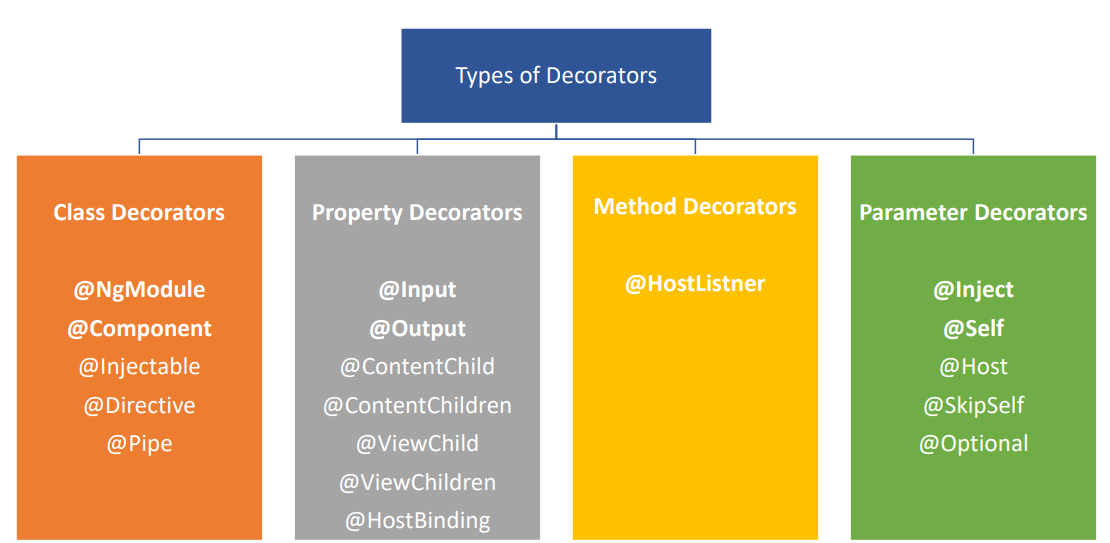 Types of Decorators
Class Decorators
@NgModule
@Component
@Injectable
@Directive
@Pipe
Property Decorators
@Input
@Output
@ContentChild
@ContentChildren
@ViewChild
@ViewChildren
@HostBinding
Method Decorators
@HostListner
Parameter Decorators
@Inject
@Self
@Host
@SkipSelf
@Optional